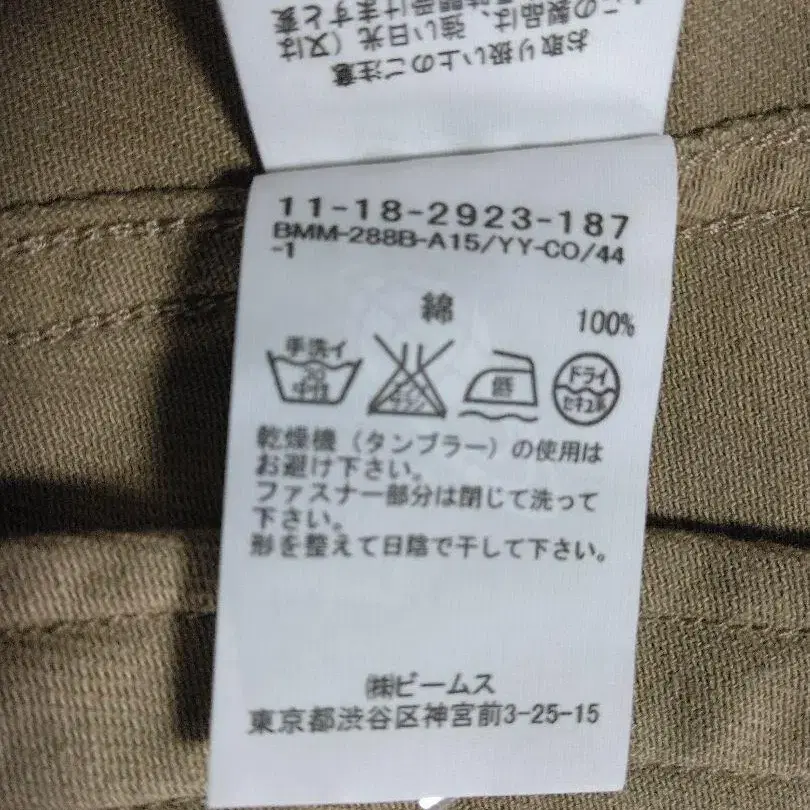 お取り扱い上のご注意
11-18-2923-187
BMM-288B-A15/YY-CO/44
-1
綿 100%
手洗イ
中性
中
ドライ
セキユ系
乾燥機（タンブラー）の使用は
お避け下さい。
ファスナー部分は閉じて洗って
下さい。
形を整えて日陰で干して下さい。
㈱ビームス
東京都渋谷区神宮前3-25-15